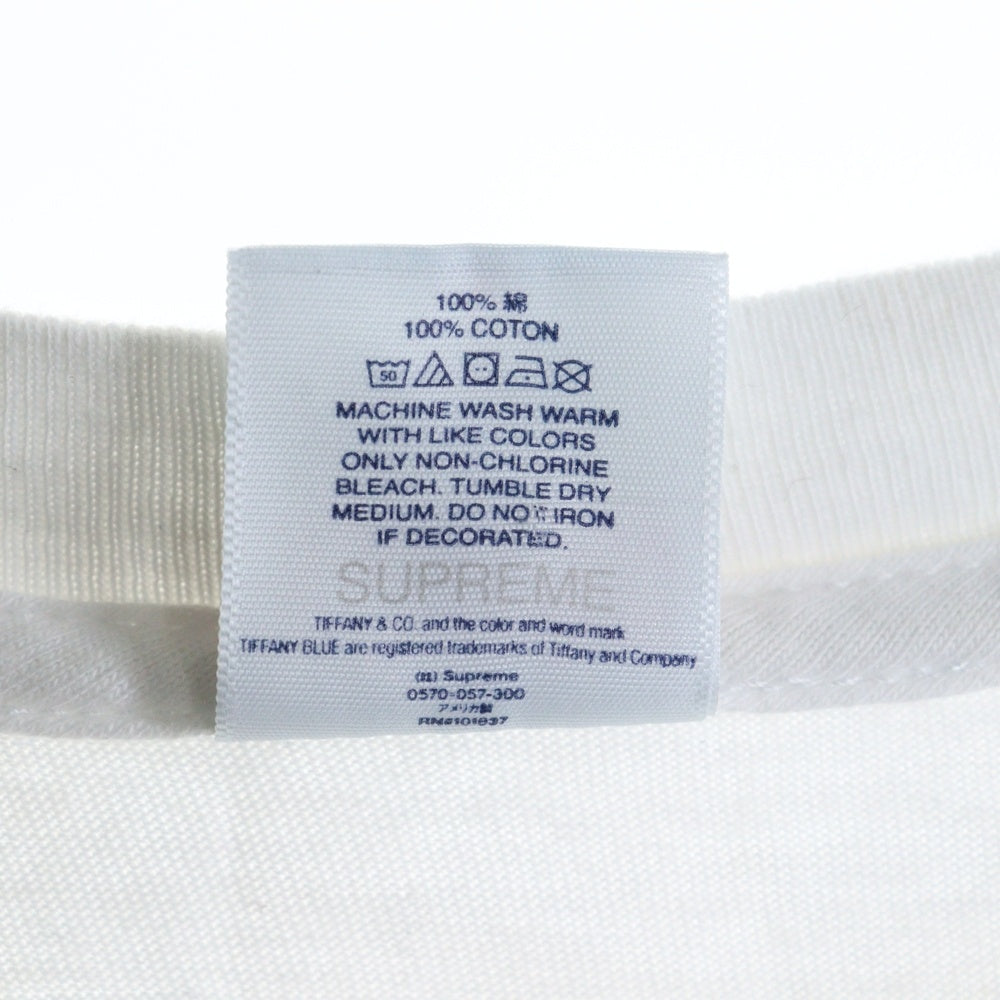 100% 綿
100% COTON
50
MACHINE WASH WARM
WITH LIKE COLORS
ONLY NON-CHLORINE
BLEACH. TUMBLE DRY
MEDIUM. DO NOT IRON
IF DECORATED.
SUPREME
TIFFANY & CO. and the color and word mark
TIFFANY BLUE are registered trademarks of Tiffany and Company
(株) Supreme
0570-057-300
アメリカ製
RN#101837